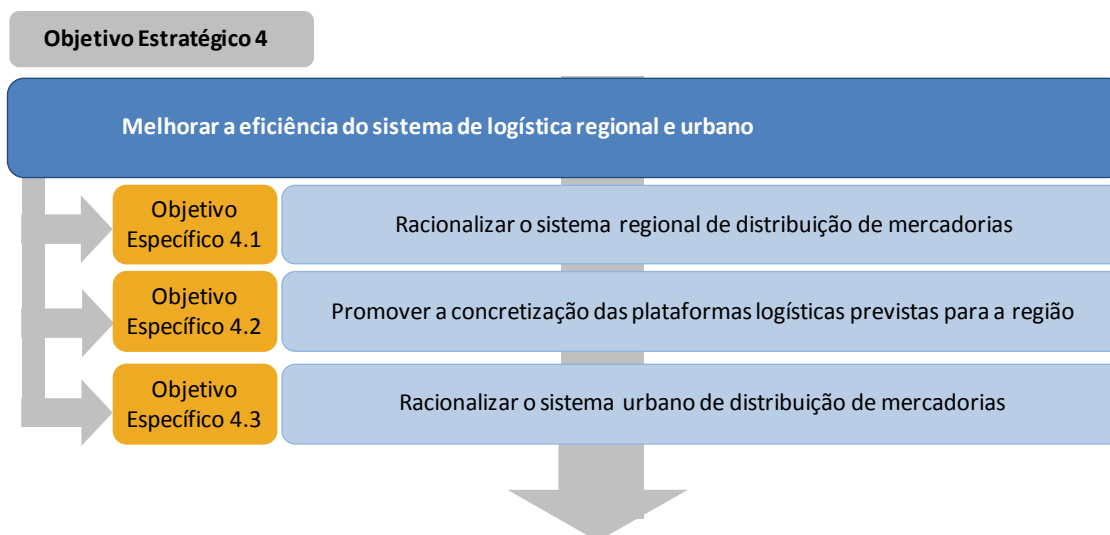 Objetivo Estratégico 4
Melhorar a eficiência do sistema de logística regional e urbano
Objetivo
Específico 4.1
Racionalizar o sistema regional de distribuição de mercadorias
Objetivo
Específico 4.2
Promover a concretização das plataformas logísticas previstas para a região
Objetivo
Específico 4.3
Racionalizar o sistema urbano de distribuição de mercadorias